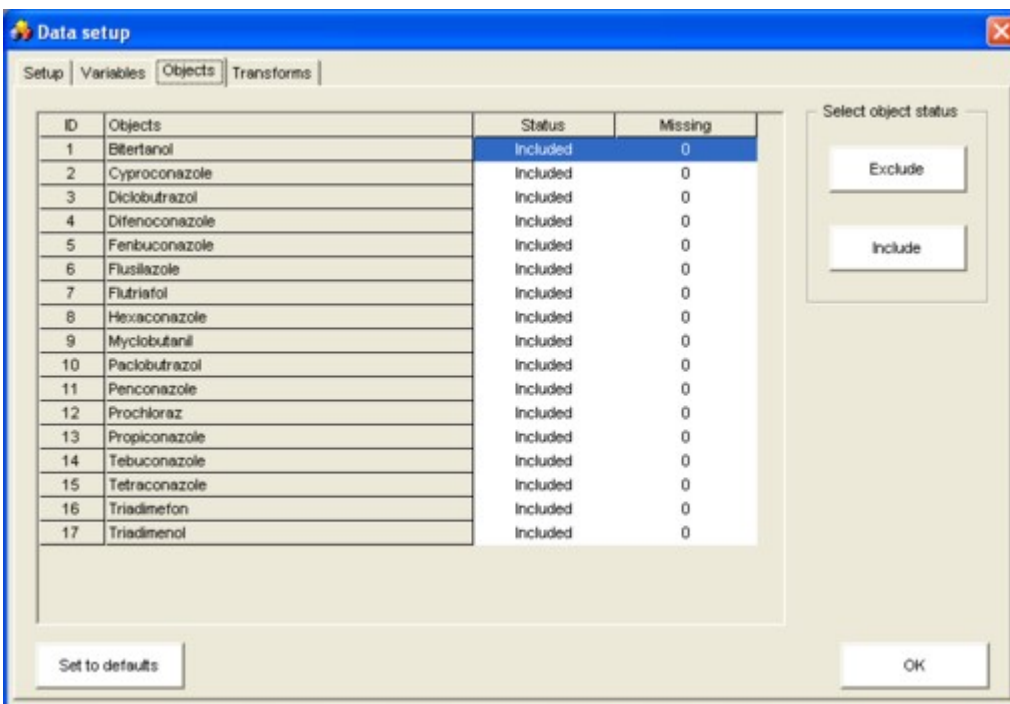 Data setup
Setup Variables Objects Transforms
ID Objects Status Missing
1 Bitertanol Included 0
2 Cyproconazole Included 0
3 Diclobutrazol Included 0
4 Difenoconazole Included 0
5 Fenbuconazole Included 0
6 Flusilazole Included 0
7 Flutriafol Included 0
8 Hexaconazole Included 0
9 Myclobutanil Included 0
10 Paclobutrazol Included 0
11 Penconazole Included 0
12 Prochloraz Included 0
13 Propiconazole Included 0
14 Tebuconazole Included 0
15 Tetraconazole Included 0
16 Triadimefon Included 0
17 Triadimenol Included 0
Select object status
Exclude
Include
Set to defaults
OK